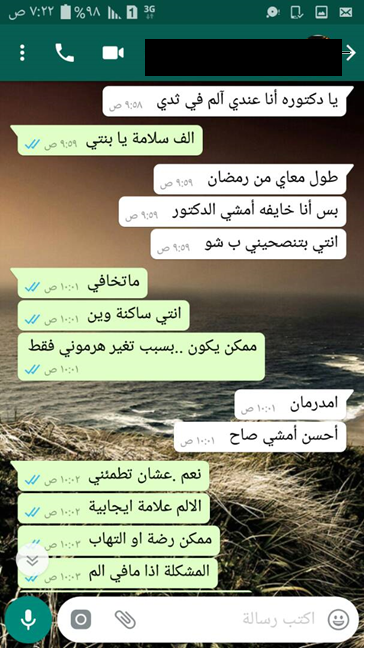 ٧:٢٢ ص ٩٨% 1 3G
يا دكتوره أنا عندي آلم في ثدي ٩:٥٨ ص
الف سلامة يا بنتي ٩:٥٩ ص
طول معاي من رمضان ٩:٥٩ ص
بس أنا خايفه أمشي الدكتور ٩:٥٩ ص
انتي بتنصحيني ب شو ٩:٥٩ ص
ماتخافي ١٠:٠١ ص
انتي ساكنة وين ١٠:٠١ ص
ممكن يكون ..بسبب تغير هرموني فقط
١٠:٠١ ص
امدرمان ١٠:٠١ ص
أحسن أمشي صاح ١٠:٠١ ص
نعم .عشان تطمئني ١٠:٠٢ ص
الالم علامة ايجابية ١٠:٠٢ ص
ممكن رضة او التهاب ١٠:٠٢ ص
المشكلة اذا مافي الم ١٠:٠٣ ص
اكتب رسالة